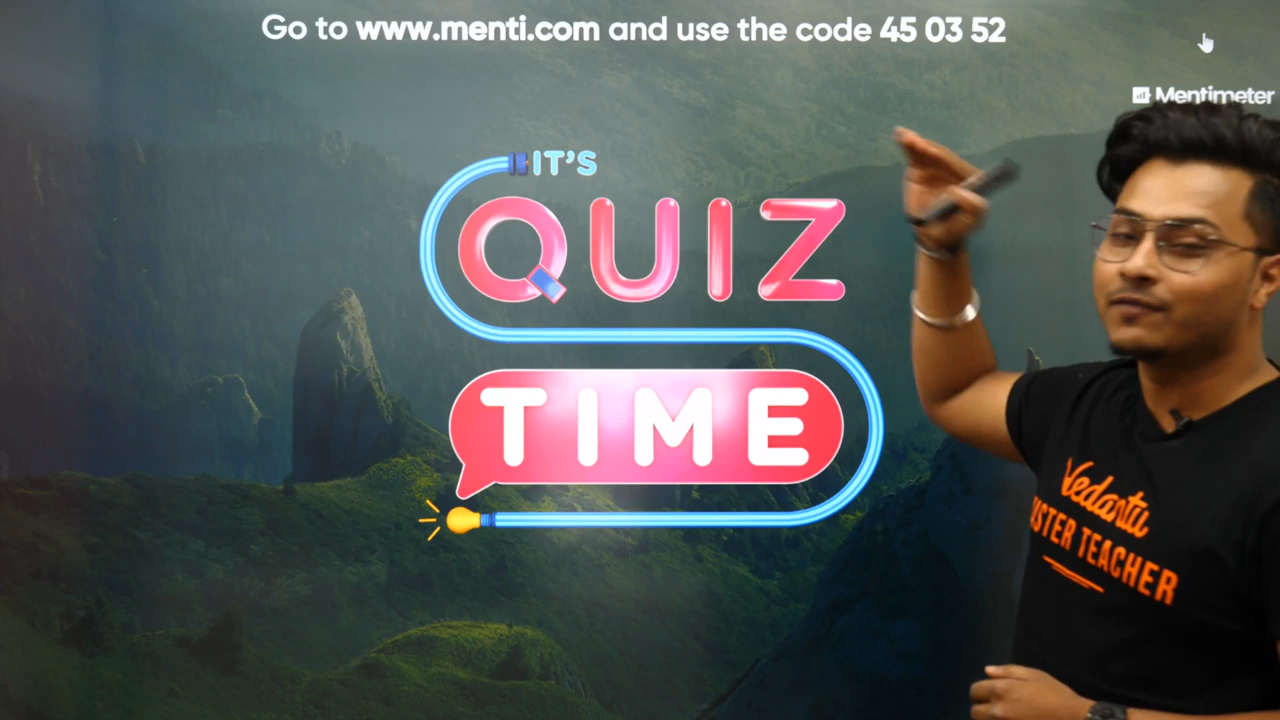 Go to www.menti.com and use the code 45 03 52
Mentimeter
IT'S
QUIZ
TIME
Vedantu
STER TEACHER